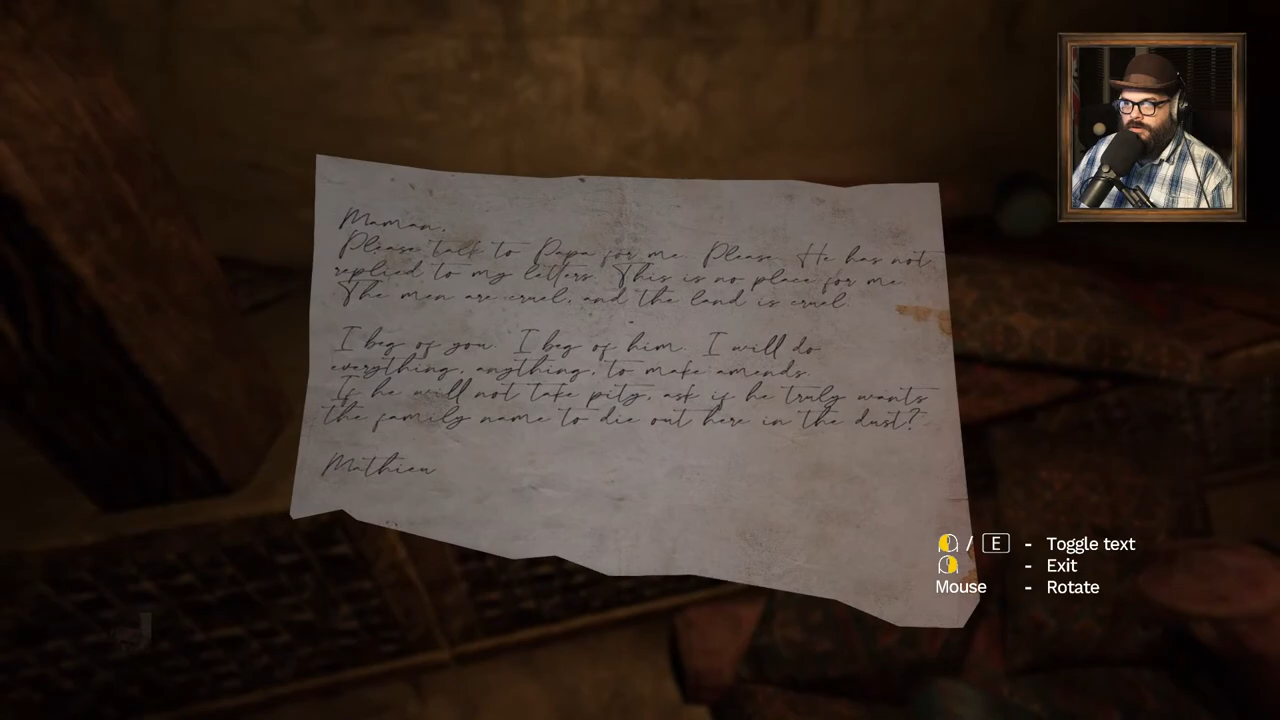 Maman,
Please talk to Papa for me. Please. He has not
replied to my letters. This is no place for me.
The men are cruel, and the land is cruel.
I beg of you. I beg of him. I will do
everything, anything, to make amends.
If he will not take pity, ask if he truly wants
the family name to die out here in the dust?
Mathieu
/ E - Toggle text
- Exit
Mouse - Rotate